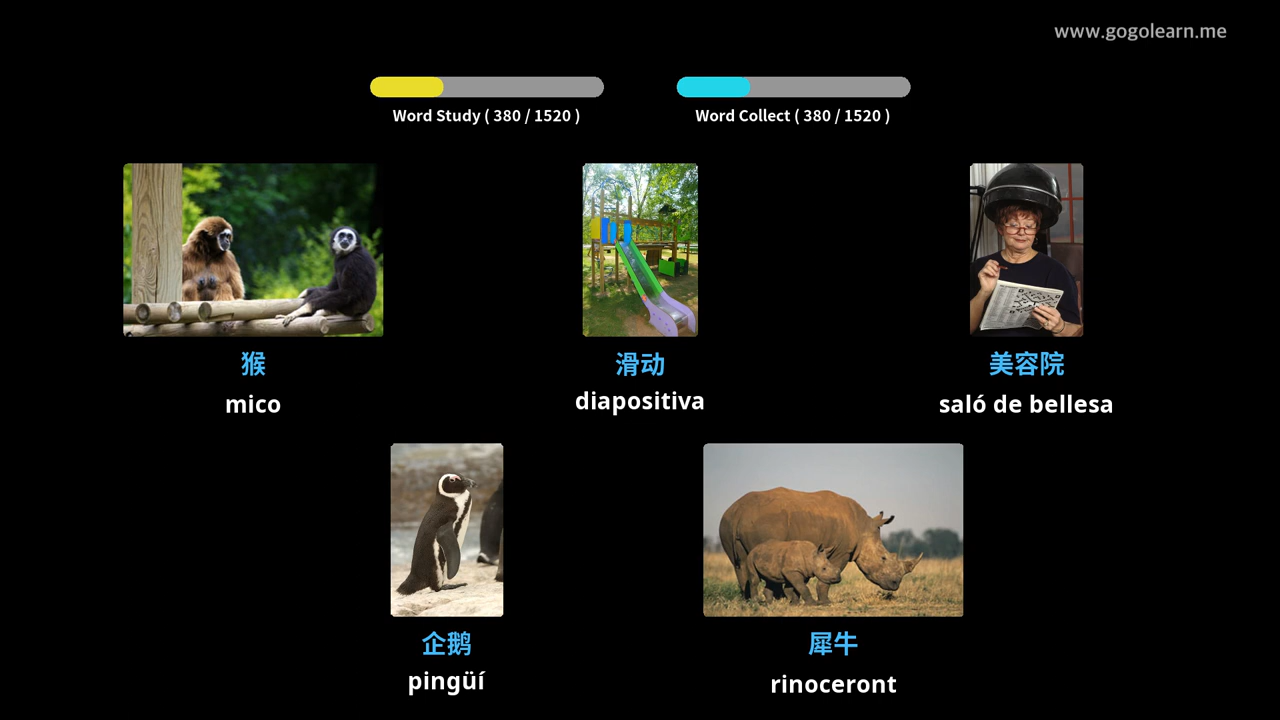 www.gogolearn.me
Word Study ( 380 / 1520 )
Word Collect ( 380 / 1520 )
猴
mico
滑动
diapositiva
美容院
saló de bellesa
企鹅
pingüí
犀牛
rinoceront